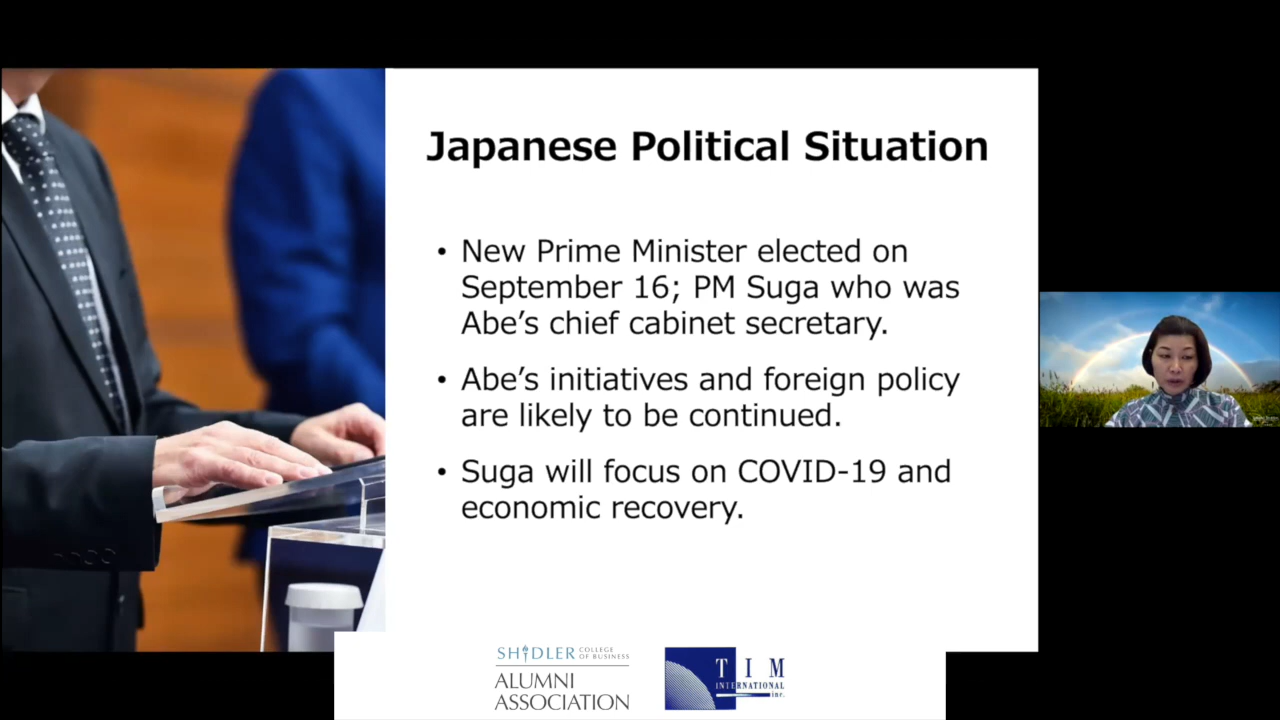 Japanese Political Situation
• New Prime Minister elected on
September 16; PM Suga who was
Abe’s chief cabinet secretary.
• Abe’s initiatives and foreign policy
are likely to be continued.
• Suga will focus on COVID-19 and
economic recovery.
SHIDLER COLLEGE OF BUSINESS
ALUMNI
ASSOCIATION
TIM
INTERNATIONAL
inc.